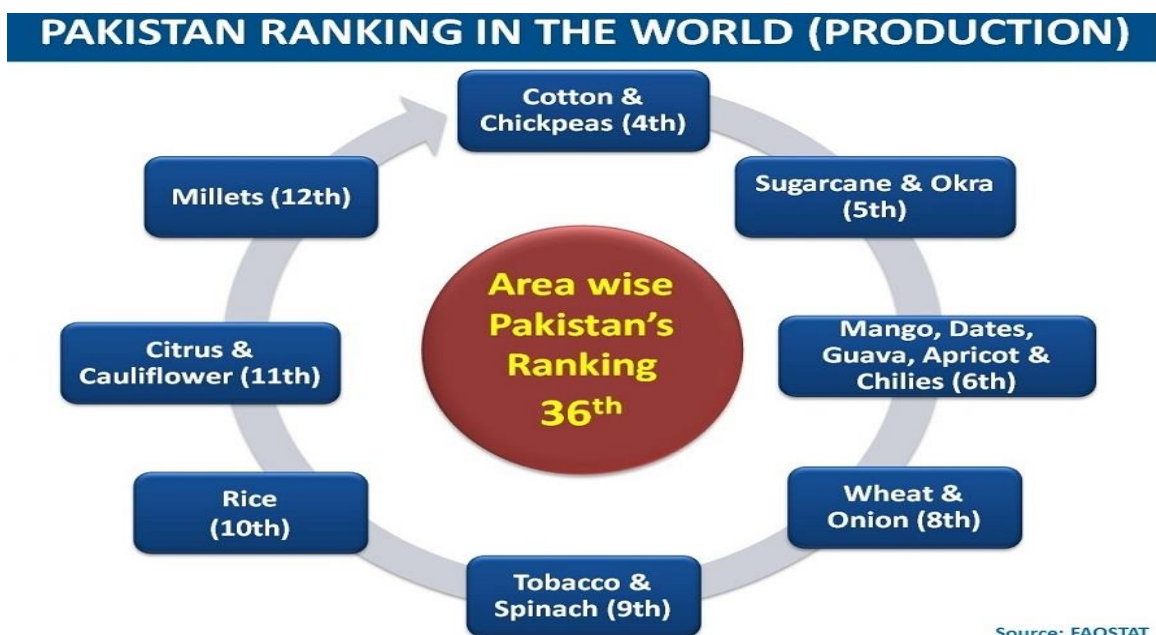 PAKISTAN RANKING IN THE WORLD (PRODUCTION)
Cotton &
Chickpeas (4th)
Sugarcane & Okra
(5th)
Mango, Dates,
Guava, Apricot &
Chilies (6th)
Wheat &
Onion (8th)
Tobacco &
Spinach (9th)
Rice
(10th)
Citrus &
Cauliflower (11th)
Millets (12th)
Area wise
Pakistan’s
Ranking
36th
Source: FAOSTAT